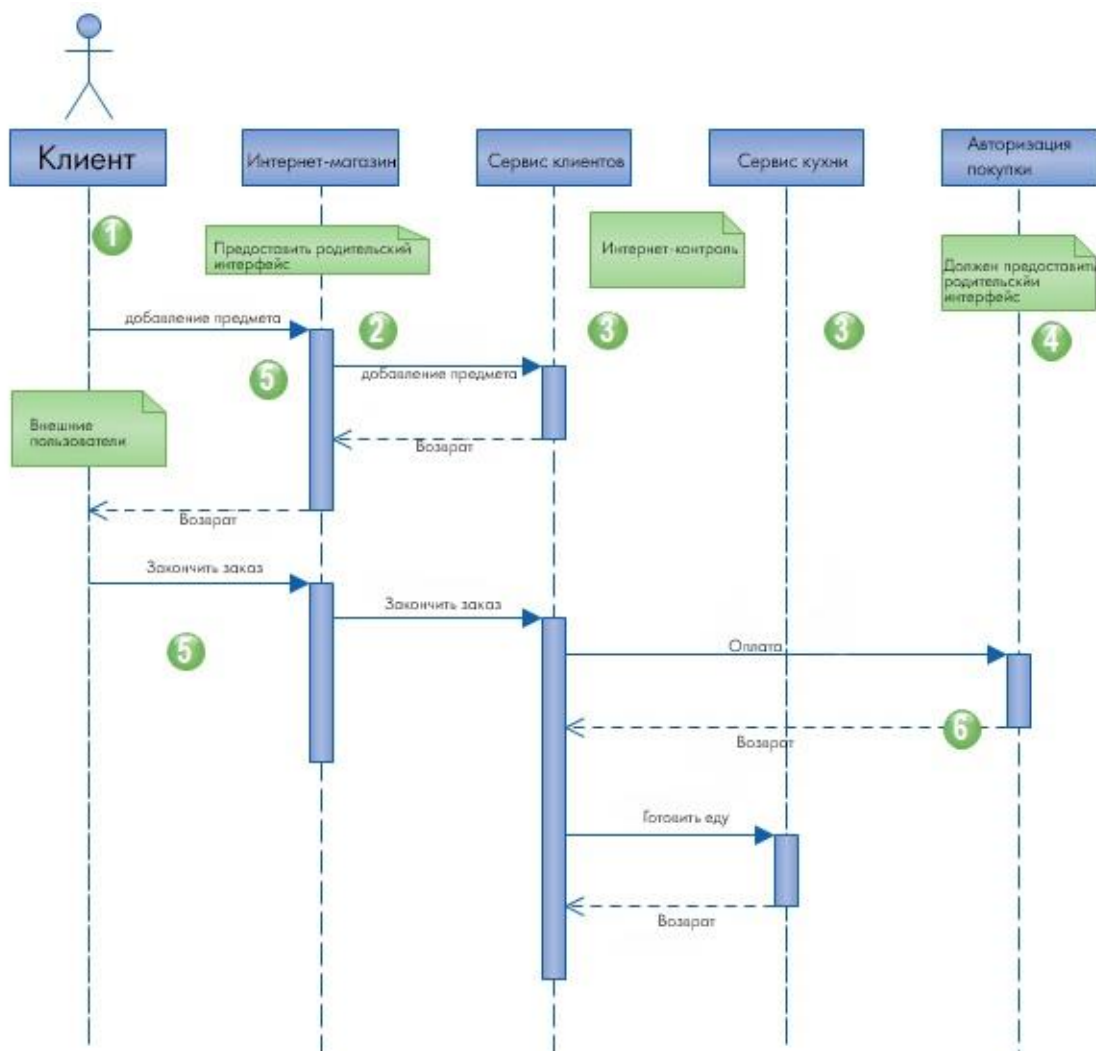 Клиент
Интернет-магазин
Сервис клиентов
Сервис кухни
Авторизация
покупки
1
Предоставить родительский
интерфейс
Интернет-контроль
Должен предоставить
родительскйи
интерфейс
добавление предмета
2
3
3
4
5
добавление предмета
Внешние
пользователи
Возврат
Возврат
Закончить заказ
Закончить заказ
5
Оплата
6
Возврат
Готовить еду
Возврат